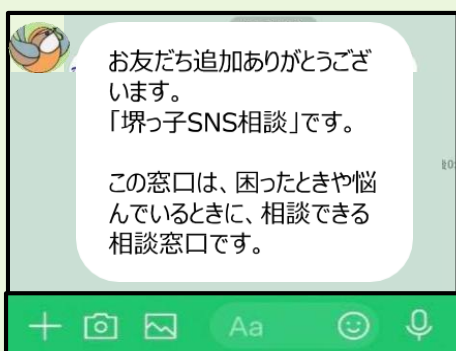 お友だち追加ありがとうござ
います。
「堺っ子SNS相談」です。
この窓口は、困ったときや悩
んでいるときに、相談できる
相談窓口です。
Aa